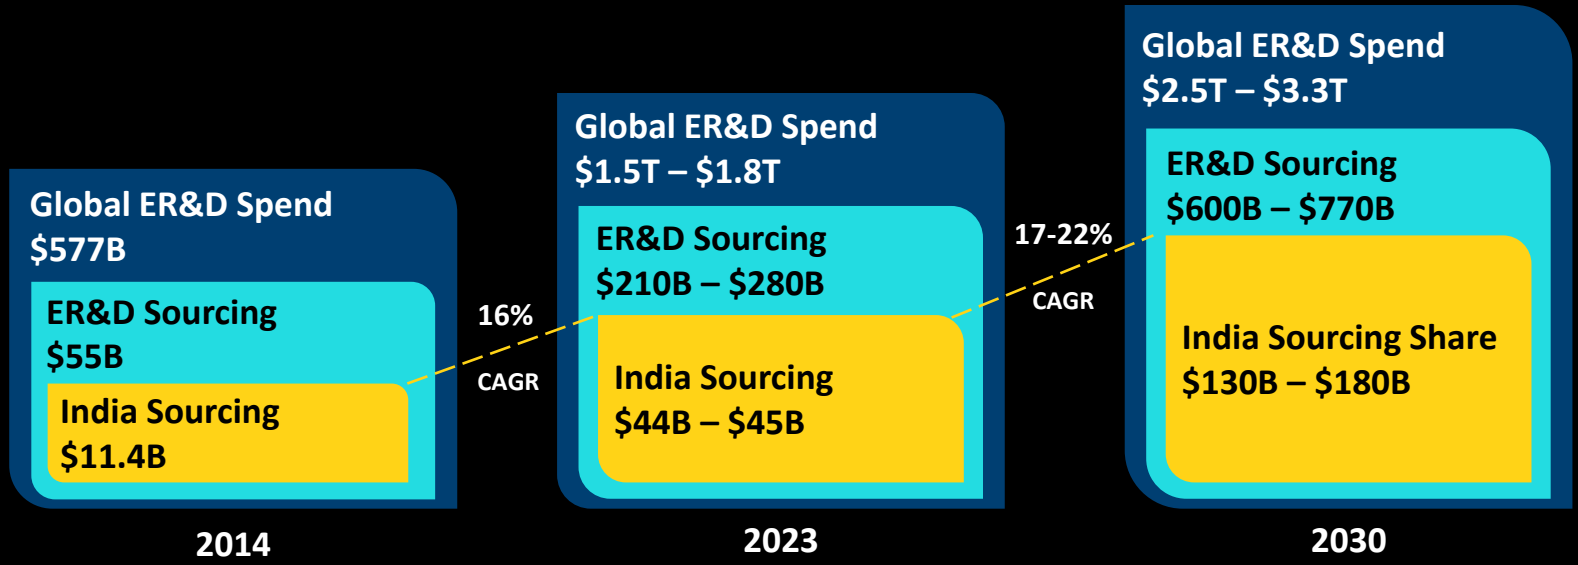 Global ER&D Spend
$577B
ER&D Sourcing
$55B
India Sourcing
$11.4B
2014
16%
CAGR
Global ER&D Spend
$1.5T – $1.8T
ER&D Sourcing
$210B – $280B
India Sourcing
$44B – $45B
2023
17-22%
CAGR
Global ER&D Spend
$2.5T – $3.3T
ER&D Sourcing
$600B – $770B
India Sourcing Share
$130B – $180B
2030